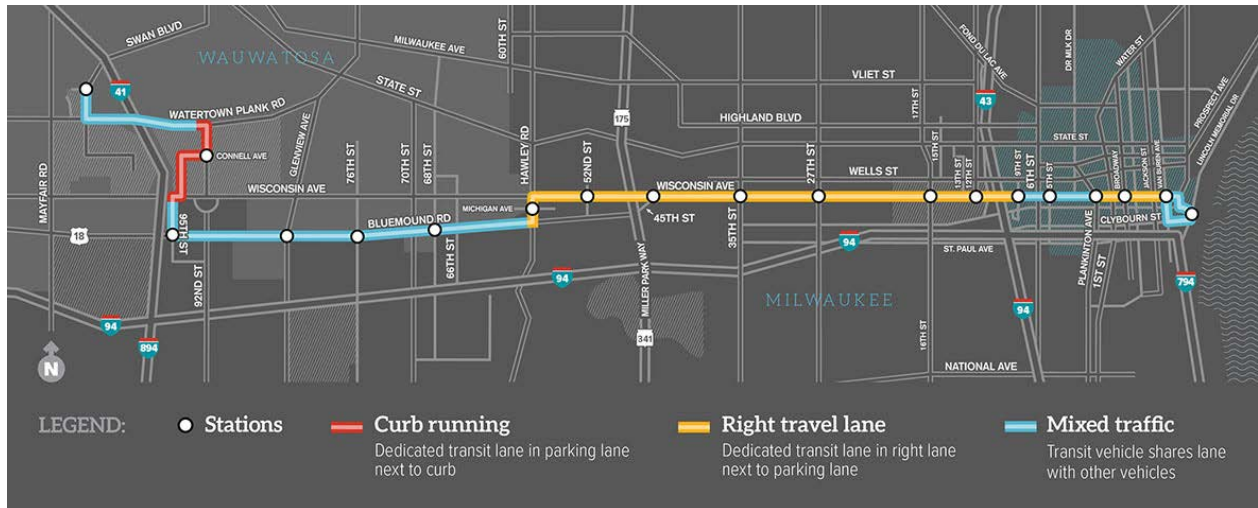 SWAN BLVD
WAUWATOSA
MILWAUKEE AVE
60TH ST
FOND DU LAC AVE
DR MLK DR
WATER ST
41
STATE ST
VLIET ST
PROSPECT AVE
LINCOLN MEMORIAL DR
WATERTOWN PLANK RD
175
17TH ST
43
HIGHLAND BLVD
STATE ST
MAYFAIR RD
CONNELL AVE
GLENVIEW AVE
76TH ST
70TH ST
68TH ST
HAWLEY RD
52ND ST
27TH ST
WELLS ST
15TH ST
13TH ST
12TH ST
9TH ST
6TH ST
5TH ST
BROADWAY
JACKSON ST
VAN BUREN AVE
WISCONSIN AVE
WISCONSIN AVE
MICHIGAN AVE
BLUEMOUND RD
45TH ST
35TH ST
CLYBOURN ST
18
95TH ST
92ND ST
66TH ST
MILLER PARK WAY
94
ST. PAUL AVE
PLANKINTON AVE
1ST ST
94
794
MILWAUKEE
94
94
894
341
16TH ST
NATIONAL AVE
N
LEGEND:
Stations
Curb running
Dedicated transit lane in parking lane
next to curb
Right travel lane
Dedicated transit lane in right lane
next to parking lane
Mixed traffic
Transit vehicle shares lane
with other vehicles